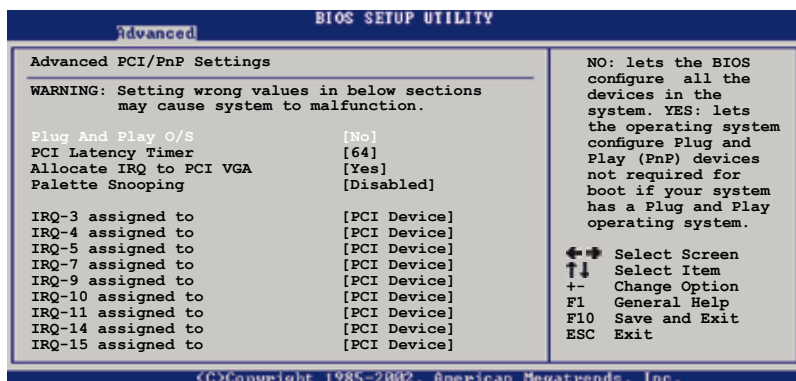 BIOS SETUP UTILITY
Advanced
Advanced PCI/PnP Settings
WARNING: Setting wrong values in below sections
may cause system to malfunction.
Plug And Play O/S [No]
PCI Latency Timer [64]
Allocate IRQ to PCI VGA [Yes]
Palette Snooping [Disabled]
IRQ-3 assigned to [PCI Device]
IRQ-4 assigned to [PCI Device]
IRQ-5 assigned to [PCI Device]
IRQ-7 assigned to [PCI Device]
IRQ-9 assigned to [PCI Device]
IRQ-10 assigned to [PCI Device]
IRQ-11 assigned to [PCI Device]
IRQ-14 assigned to [PCI Device]
IRQ-15 assigned to [PCI Device]
NO: lets the BIOS
configure all the
devices in the
system. YES: lets
the operating system
configure Plug and
Play (PnP) devices
not required for
boot if your system
has a Plug and Play
operating system.
←→ Select Screen
↑↓ Select Item
+- Change Option
F1 General Help
F10 Save and Exit
ESC Exit
(C)Copyright 1985-2002, American Megatrends, Inc.